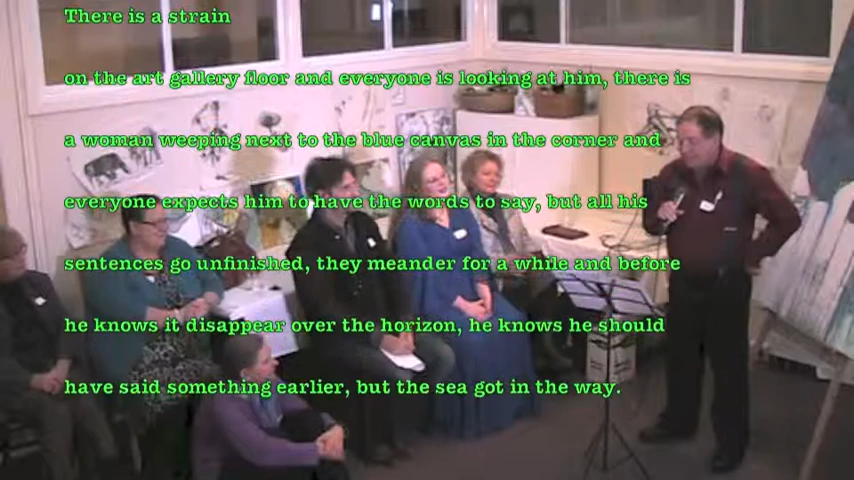 There is a strain
on the art gallery floor and everyone is looking at him, there is
a woman weeping next to the blue canvas in the corner and
everyone expects him to have the words to say, but all his
sentences go unfinished, they meander for a while and before
he knows it disappear over the horizon, he knows he should
have said something earlier, but the sea got in the way.